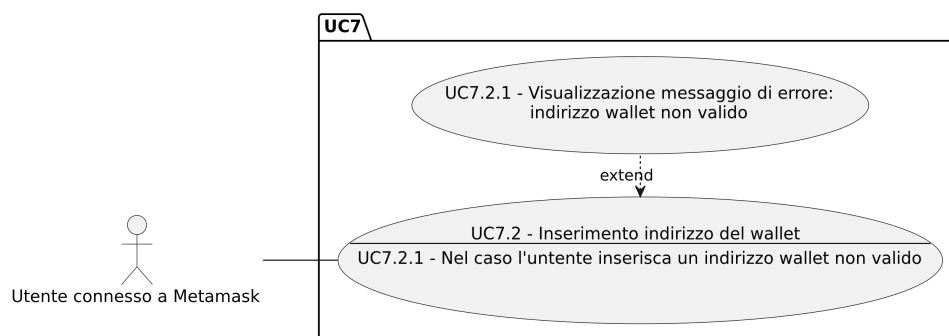 UC7
UC7.2.1 - Visualizzazione messaggio di errore:
indirizzo wallet non valido
extend
UC7.2 - Inserimento indirizzo del wallet
UC7.2.1 - Nel caso l'untente inserisca un indirizzo wallet non valido
Utente connesso a Metamask